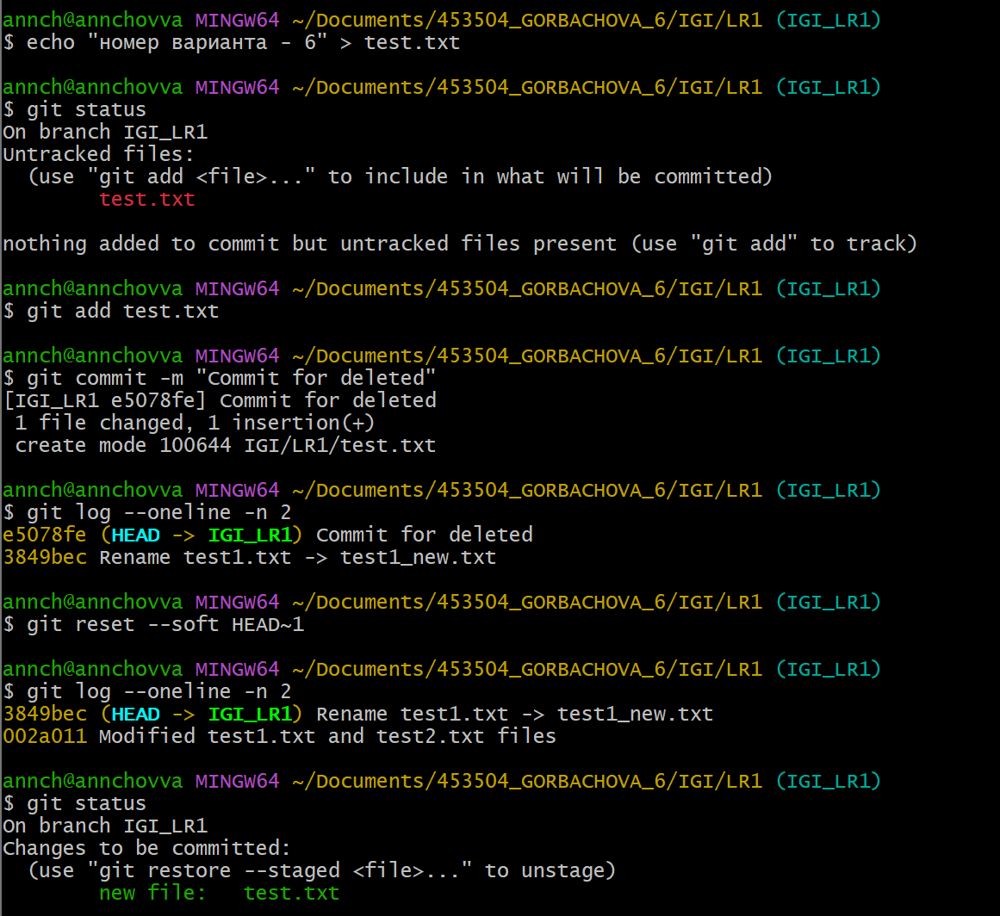 annch@annchovva MINGW64 ~/Documents/453504_GORBACHOVA_6/IGI/LR1 (IGI_LR1)
$ echo "номер варианта - 6" > test.txt
annch@annchovva MINGW64 ~/Documents/453504_GORBACHOVA_6/IGI/LR1 (IGI_LR1)
$ git status
On branch IGI_LR1
Untracked files:
  (use "git add <file>..." to include in what will be committed)
        test.txt
nothing added to commit but untracked files present (use "git add" to track)
annch@annchovva MINGW64 ~/Documents/453504_GORBACHOVA_6/IGI/LR1 (IGI_LR1)
$ git add test.txt
annch@annchovva MINGW64 ~/Documents/453504_GORBACHOVA_6/IGI/LR1 (IGI_LR1)
$ git commit -m "Commit for deleted"
[IGI_LR1 e5078fe] Commit for deleted
 1 file changed, 1 insertion(+)
 create mode 100644 IGI/LR1/test.txt
annch@annchovva MINGW64 ~/Documents/453504_GORBACHOVA_6/IGI/LR1 (IGI_LR1)
$ git log --oneline -n 2
e5078fe (HEAD -> IGI_LR1) Commit for deleted
3849bec Rename test1.txt -> test1_new.txt
annch@annchovva MINGW64 ~/Documents/453504_GORBACHOVA_6/IGI/LR1 (IGI_LR1)
$ git reset --soft HEAD~1
annch@annchovva MINGW64 ~/Documents/453504_GORBACHOVA_6/IGI/LR1 (IGI_LR1)
$ git log --oneline -n 2
3849bec (HEAD -> IGI_LR1) Rename test1.txt -> test1_new.txt
002a011 Modified test1.txt and test2.txt files
annch@annchovva MINGW64 ~/Documents/453504_GORBACHOVA_6/IGI/LR1 (IGI_LR1)
$ git status
On branch IGI_LR1
Changes to be committed:
  (use "git restore --staged <file>..." to unstage)
        new file:   test.txt